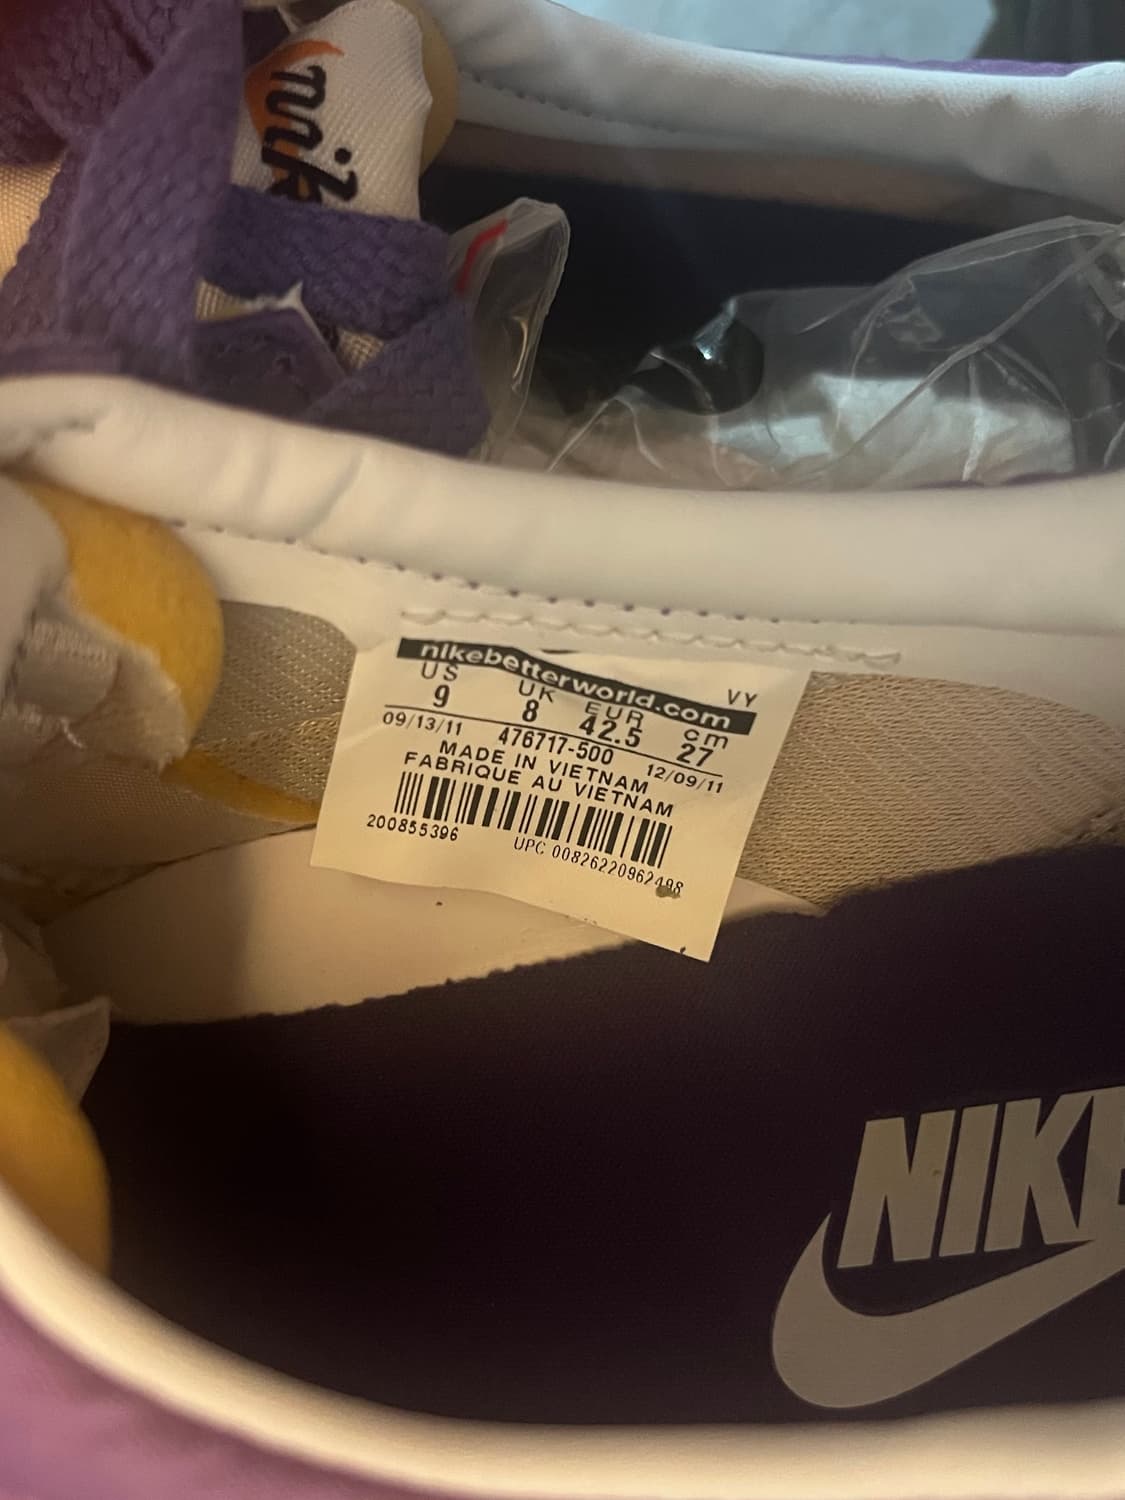 nike
nikebetterworld.com
VY
US UK EUR cm
9 8 42.5 27
09/13/11 476717-500 12/09/11
MADE IN VIETNAM
FABRIQUE AU VIETNAM
200855396 UPC 00826220962498
NIKE